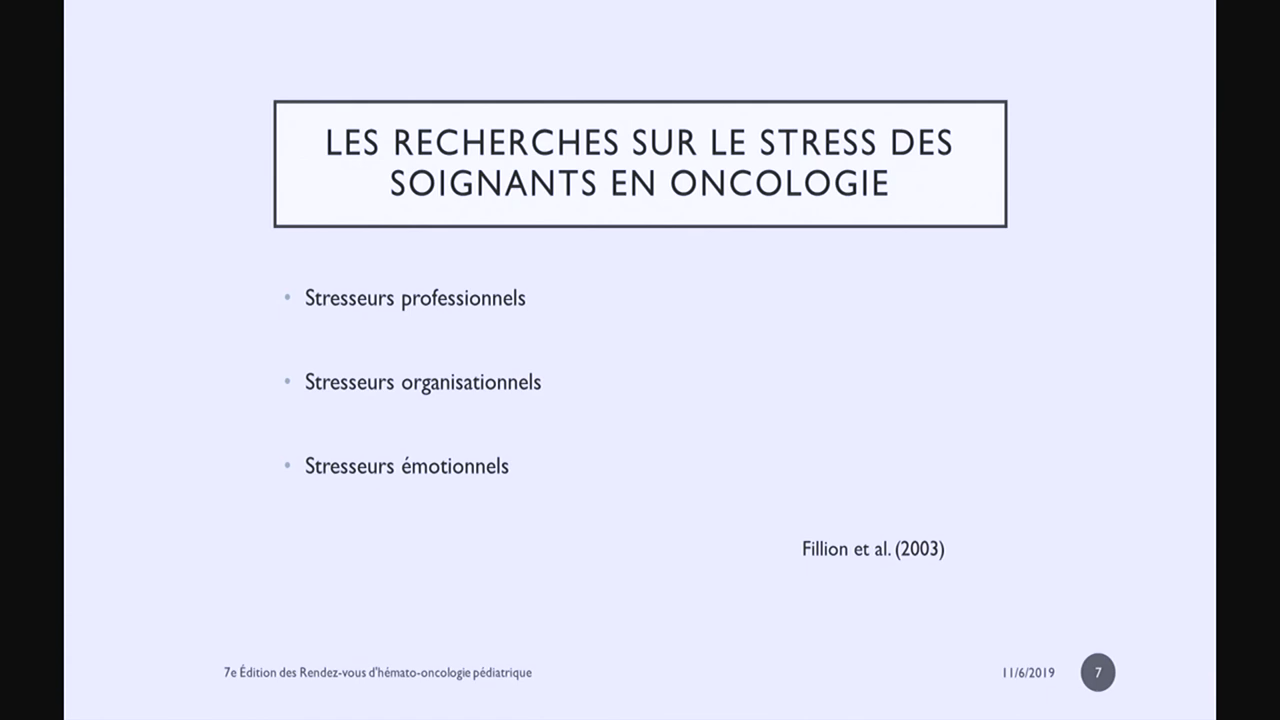 LES RECHERCHES SUR LE STRESS DES
SOIGNANTS EN ONCOLOGIE
• Stresseurs professionnels
• Stresseurs organisationnels
• Stresseurs émotionnels
Fillion et al. (2003)
7e Édition des Rendez-vous d'hémato-oncologie pédiatrique
11/6/2019
7